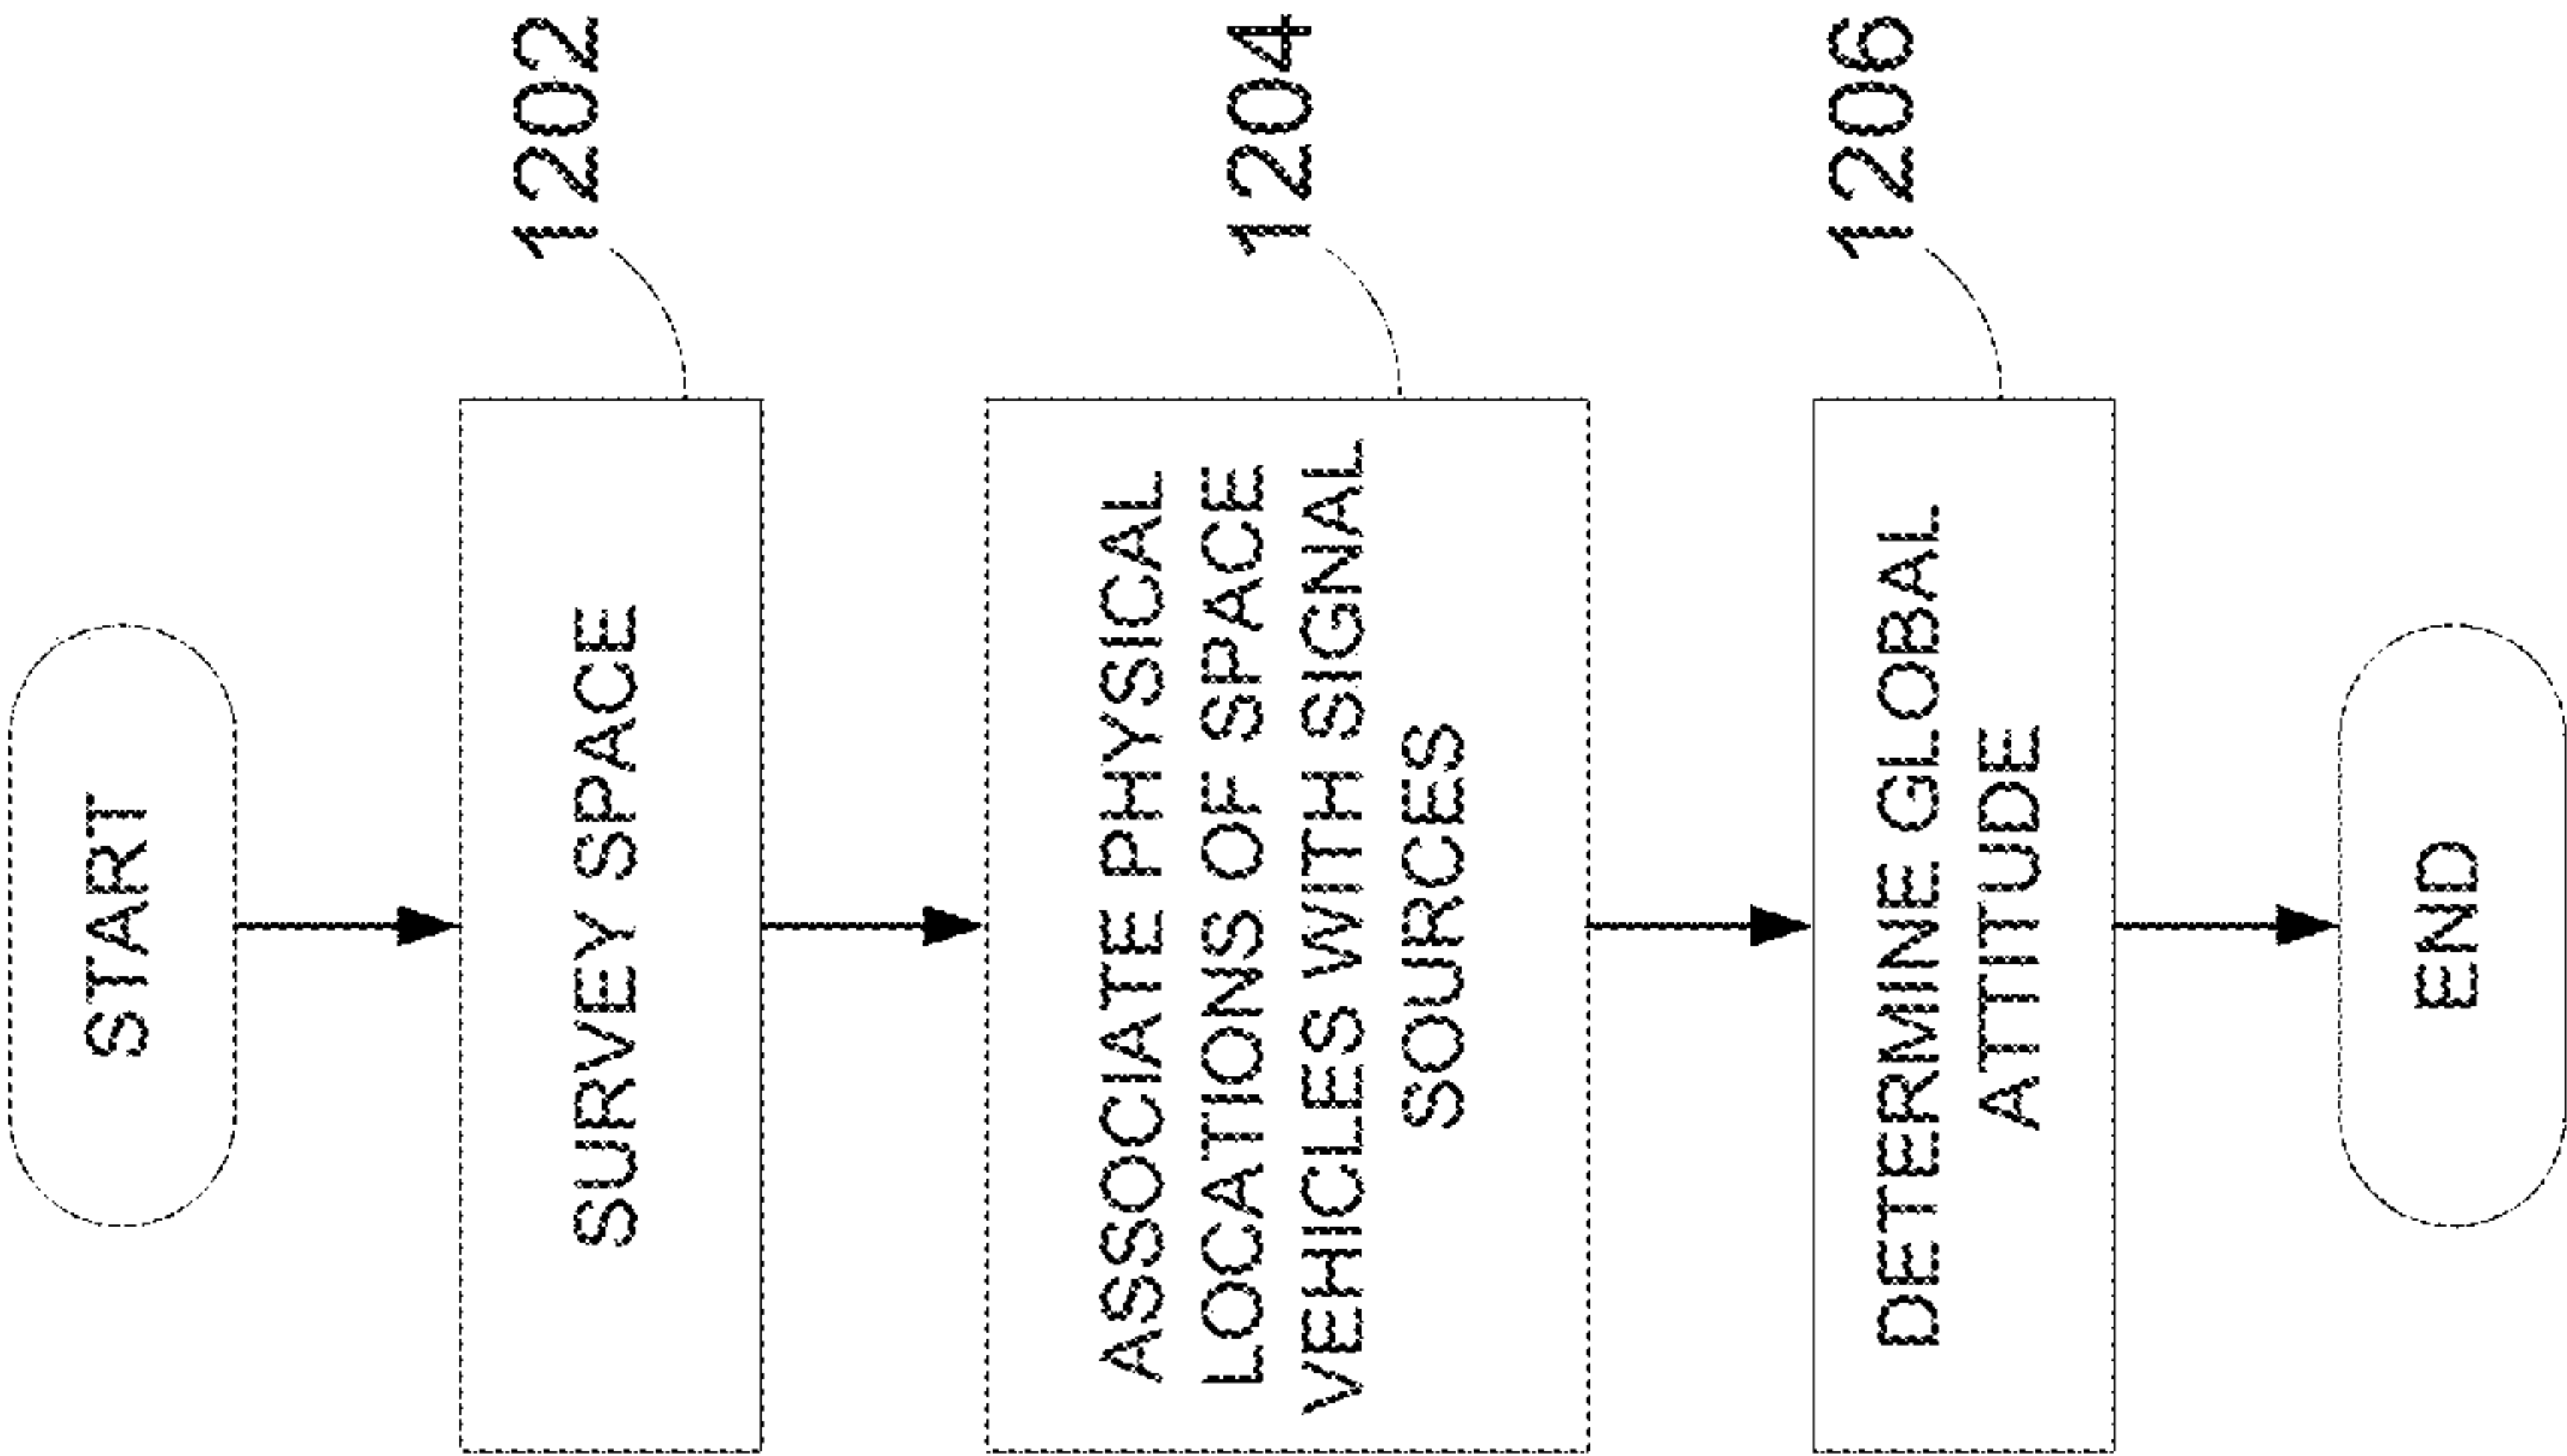 START
SURVEY SPACE
1202
ASSOCIATE PHYSICAL
LOCATIONS OF SPACE
VEHICLES WITH SIGNAL
SOURCES
1204
DETERMINE GLOBAL
ATTITUDE
1206
END